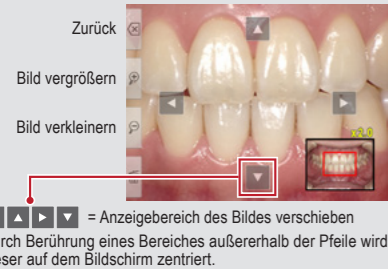 Zurück
Bild vergrößern
Bild verkleinern
x2.0
= Anzeigebereich des Bildes verschieben
rch Berührung eines Bereiches außererhalb der Pfeile wird
eser auf dem Bildschirm zentriert.